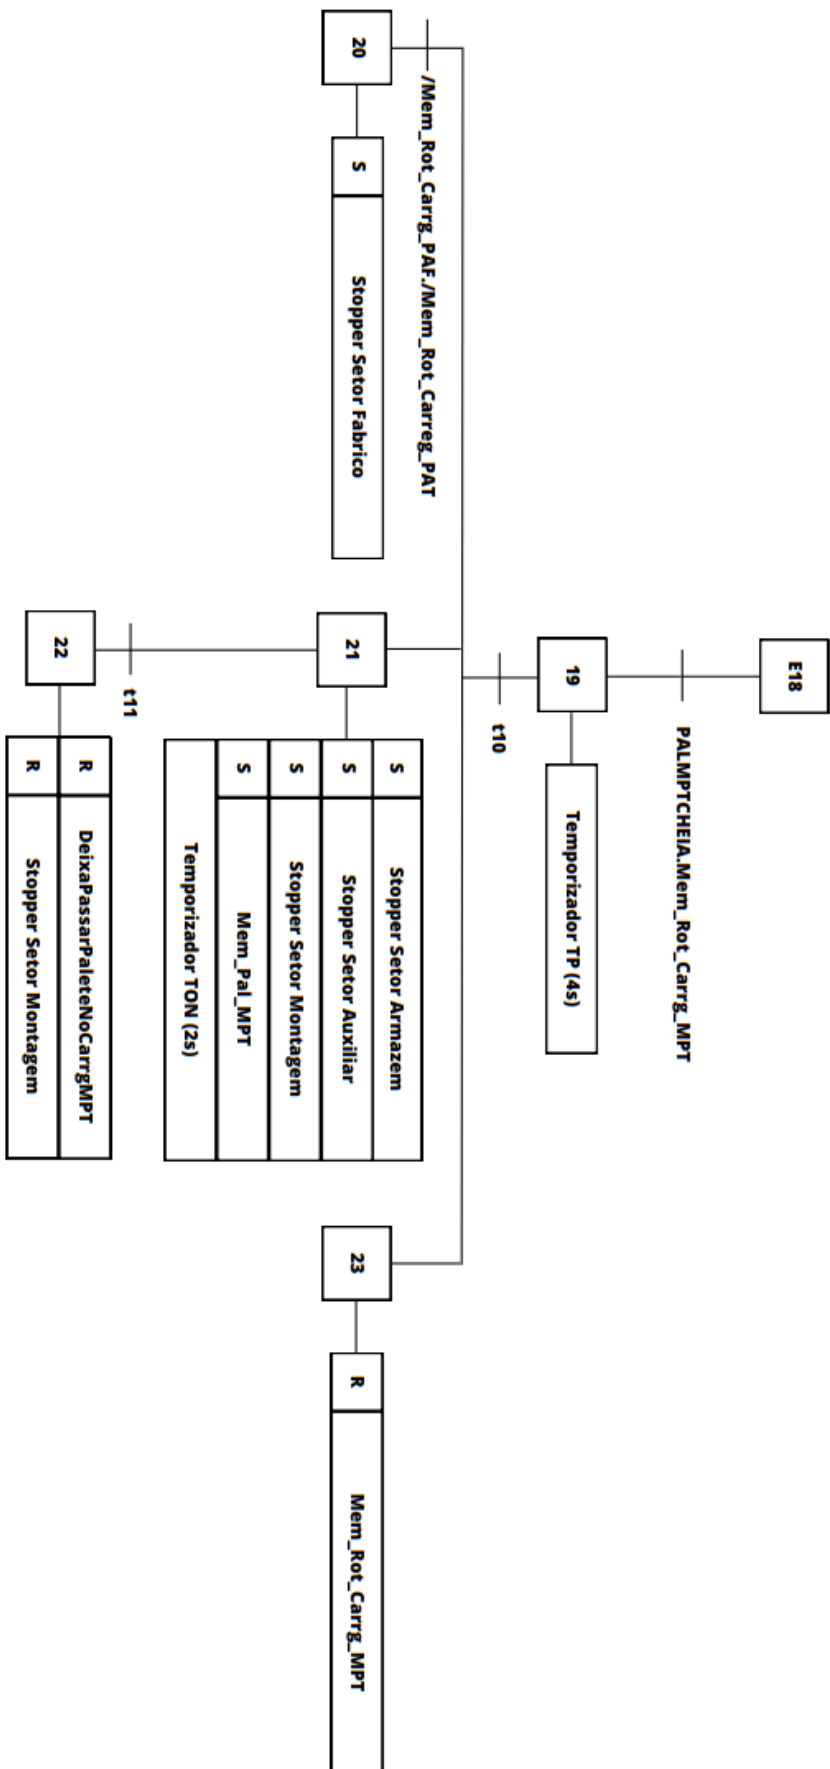 E18
PALMPTCHEIA.Mem_Rot_Carrg_MPT
19
Temporizador TP (4s)
t10
/Mem_Rot_Carrg_PAF./Mem_Rot_Carreg_PAT
20
S
Stopper Setor Fabrico
21
S
Stopper Setor Armazem
S
Stopper Setor Auxiliar
S
Stopper Setor Montagem
S
Mem_Pal_MPT
Temporizador TON (2s)
23
R
Mem_Rot_Carrg_MPT
t11
22
R
DeixaPassarPaleteNoCarrgMPT
R
Stopper Setor Montagem